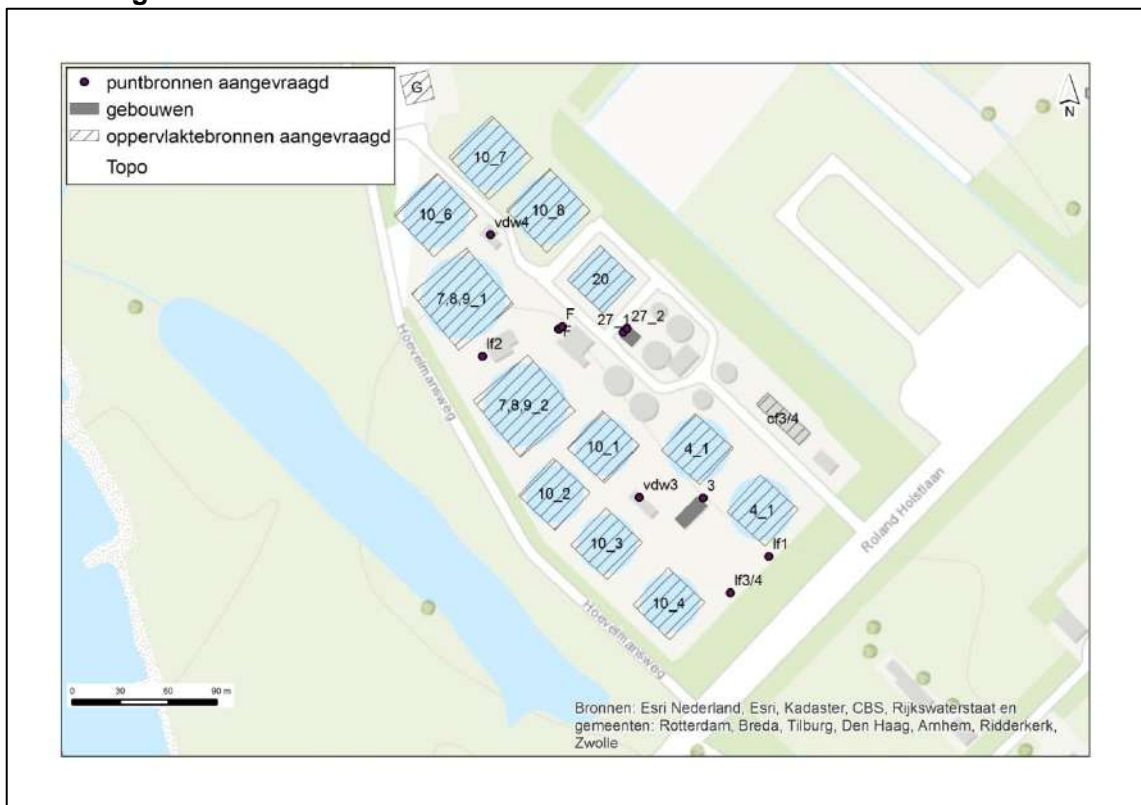 puntbronnen aangevraagd
gebouwen
oppervlaktebronnen aangevraagd
Topo
G
N
10_7
10_6
10_8
vdw4
20
7,8,9_1
F
F
27_1
27_2
lf2
Hoevelmansweg
7,8,9_2
cf3/4
10_1
4_1
10_2
vdw3
3
4_1
Roland Holstlaan
10_3
lf1
lf3/4
10_4
Hoevelmansweg
0 30 60 90 m
Bronnen: Esri Nederland, Esri, Kadaster, CBS, Rijkswaterstaat en
gemeenten: Rotterdam, Breda, Tilburg, Den Haag, Arnhem, Ridderkerk,
Zwolle